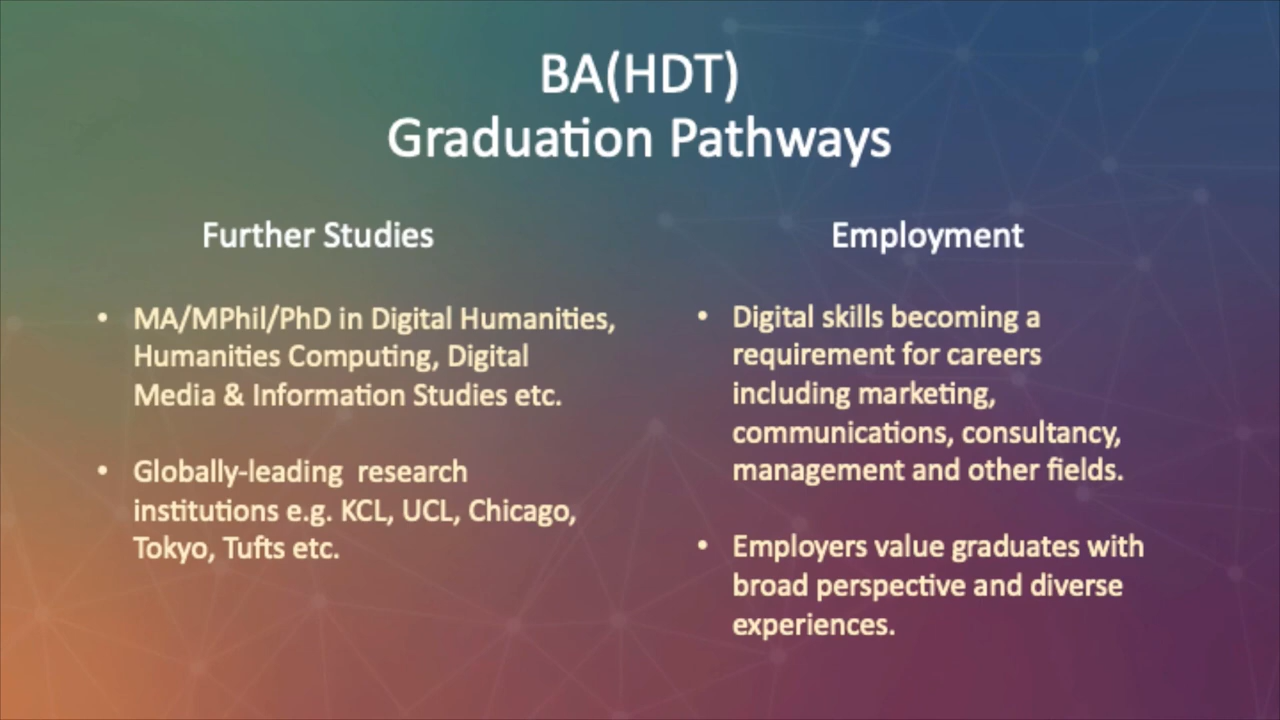 BA(HDT)
Graduation Pathways
Further Studies
• MA/MPhil/PhD in Digital Humanities,
Humanities Computing, Digital
Media & Information Studies etc.
• Globally-leading  research
institutions e.g. KCL, UCL, Chicago,
Tokyo, Tufts etc.
Employment
• Digital skills becoming a
requirement for careers
including marketing,
communications, consultancy,
management and other fields.
• Employers value graduates with
broad perspective and diverse
experiences.